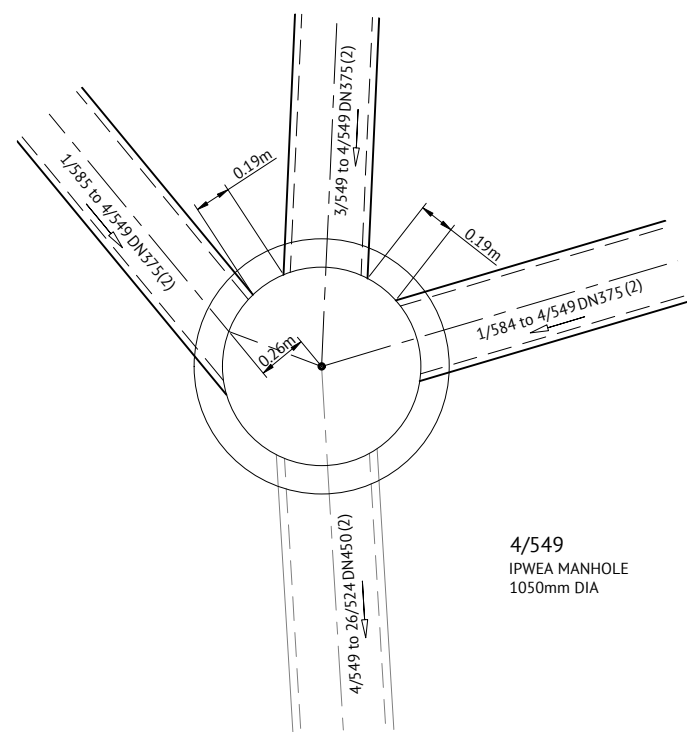 3/549 to 4/549 DN375(2)
0.19m
1/585 to 4/549 DN375(2)
0.19m
1/584 to 4/549 DN375(2)
0.26m
4/549 to 26/524 DN450(2)
4/549
IPWEA MANHOLE
1050mm DIA